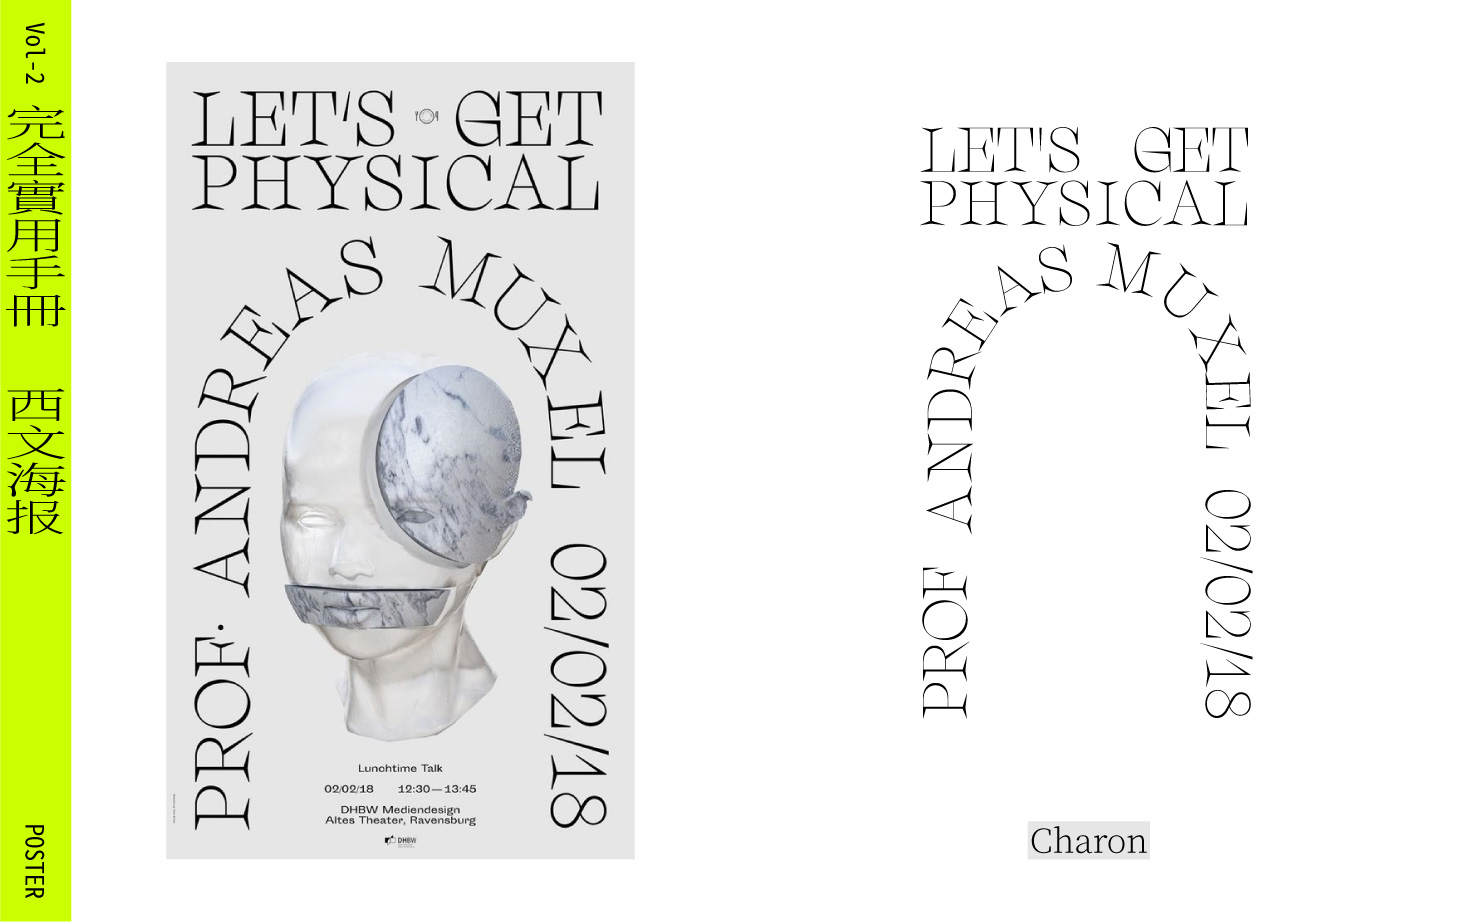 Vol-2 完全實用手冊 西文海报
POSTER
LET'S GET
PHYSICAL
PROF. ANDREAS MUXEL 02/02/18
Lunchtime Talk
02/02/18 12:30—13:45
DHBW Mediendesign
Altes Theater, Ravensburg
DHBW
LET'S GET
PHYSICAL
PROF ANDREAS MUXEL 02/02/18
Charon